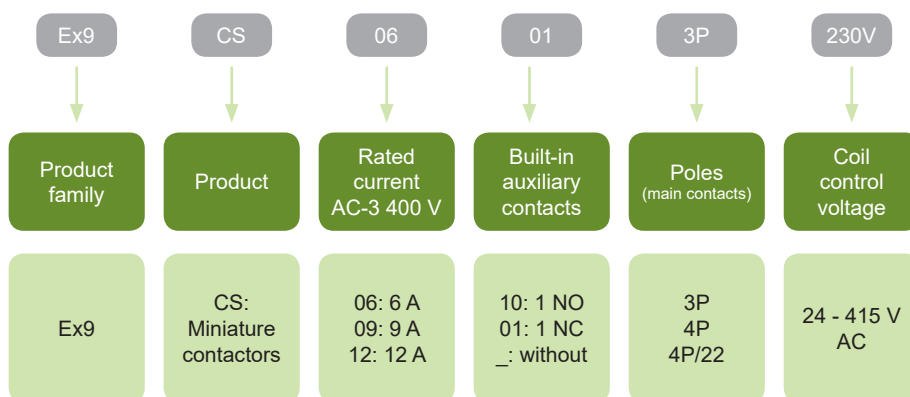 Ex9
CS
06
01
3P
230V
Product
family
Product
Rated
current
AC-3 400 V
Built-in
auxiliary
contacts
Poles
(main contacts)
Coil
control
voltage
Ex9
CS:
Miniature
contactors
06: 6 A
09: 9 A
12: 12 A
10: 1 NO
01: 1 NC
_: without
3P
4P
4P/22
24 - 415 V
AC